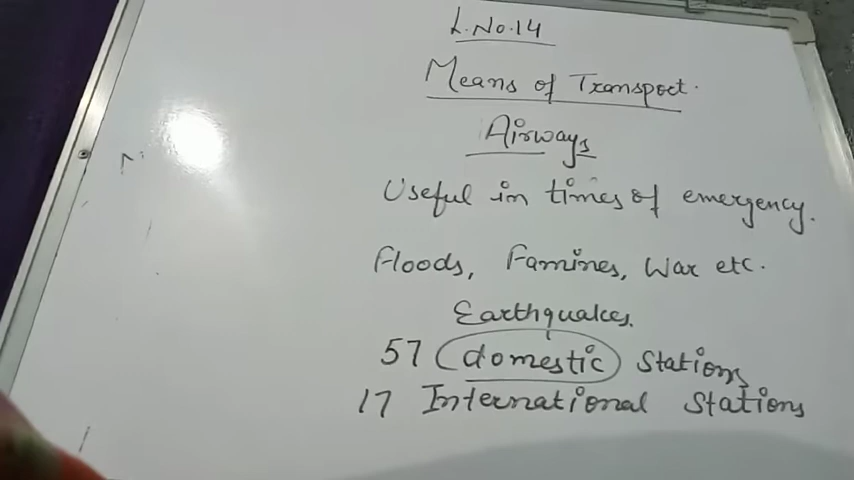 L.No.14
Means of Transport.
Airways
Useful in times of emergency.
Floods, Famines, War etc.
Earthquakes.
57 domestic Stations
17 International Stations